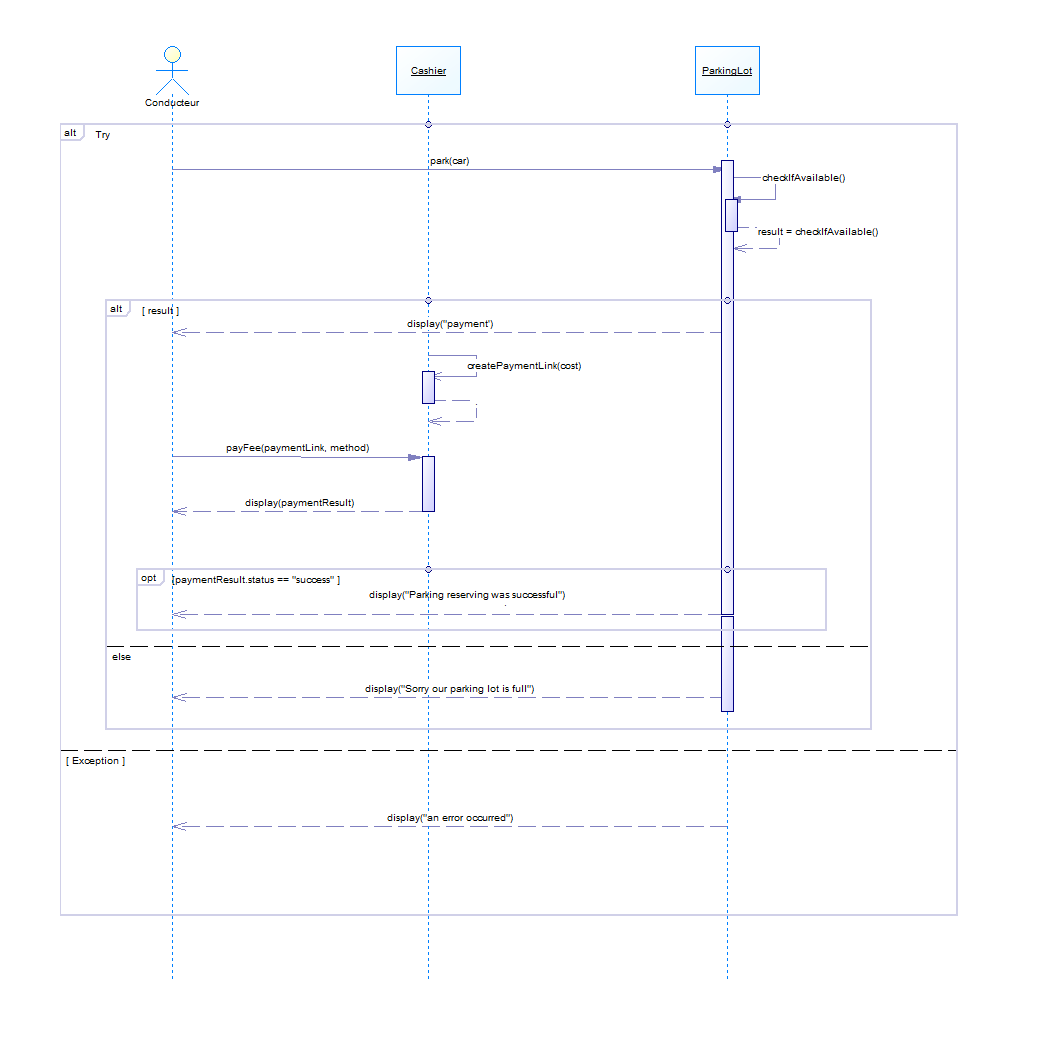 Conducteur
Cashier
ParkingLot
alt
Try
park(car)
checkIfAvailable()
result = checkIfAvailable()
alt
[ result ]
display("payment')
createPaymentLink(cost)
payFee(paymentLink, method)
display(paymentResult)
opt
[paymentResult.status == "success" ]
display("Parking reserving was successful")
else
display("Sorry our parking lot is full")
[ Exception ]
display("an error occurred")